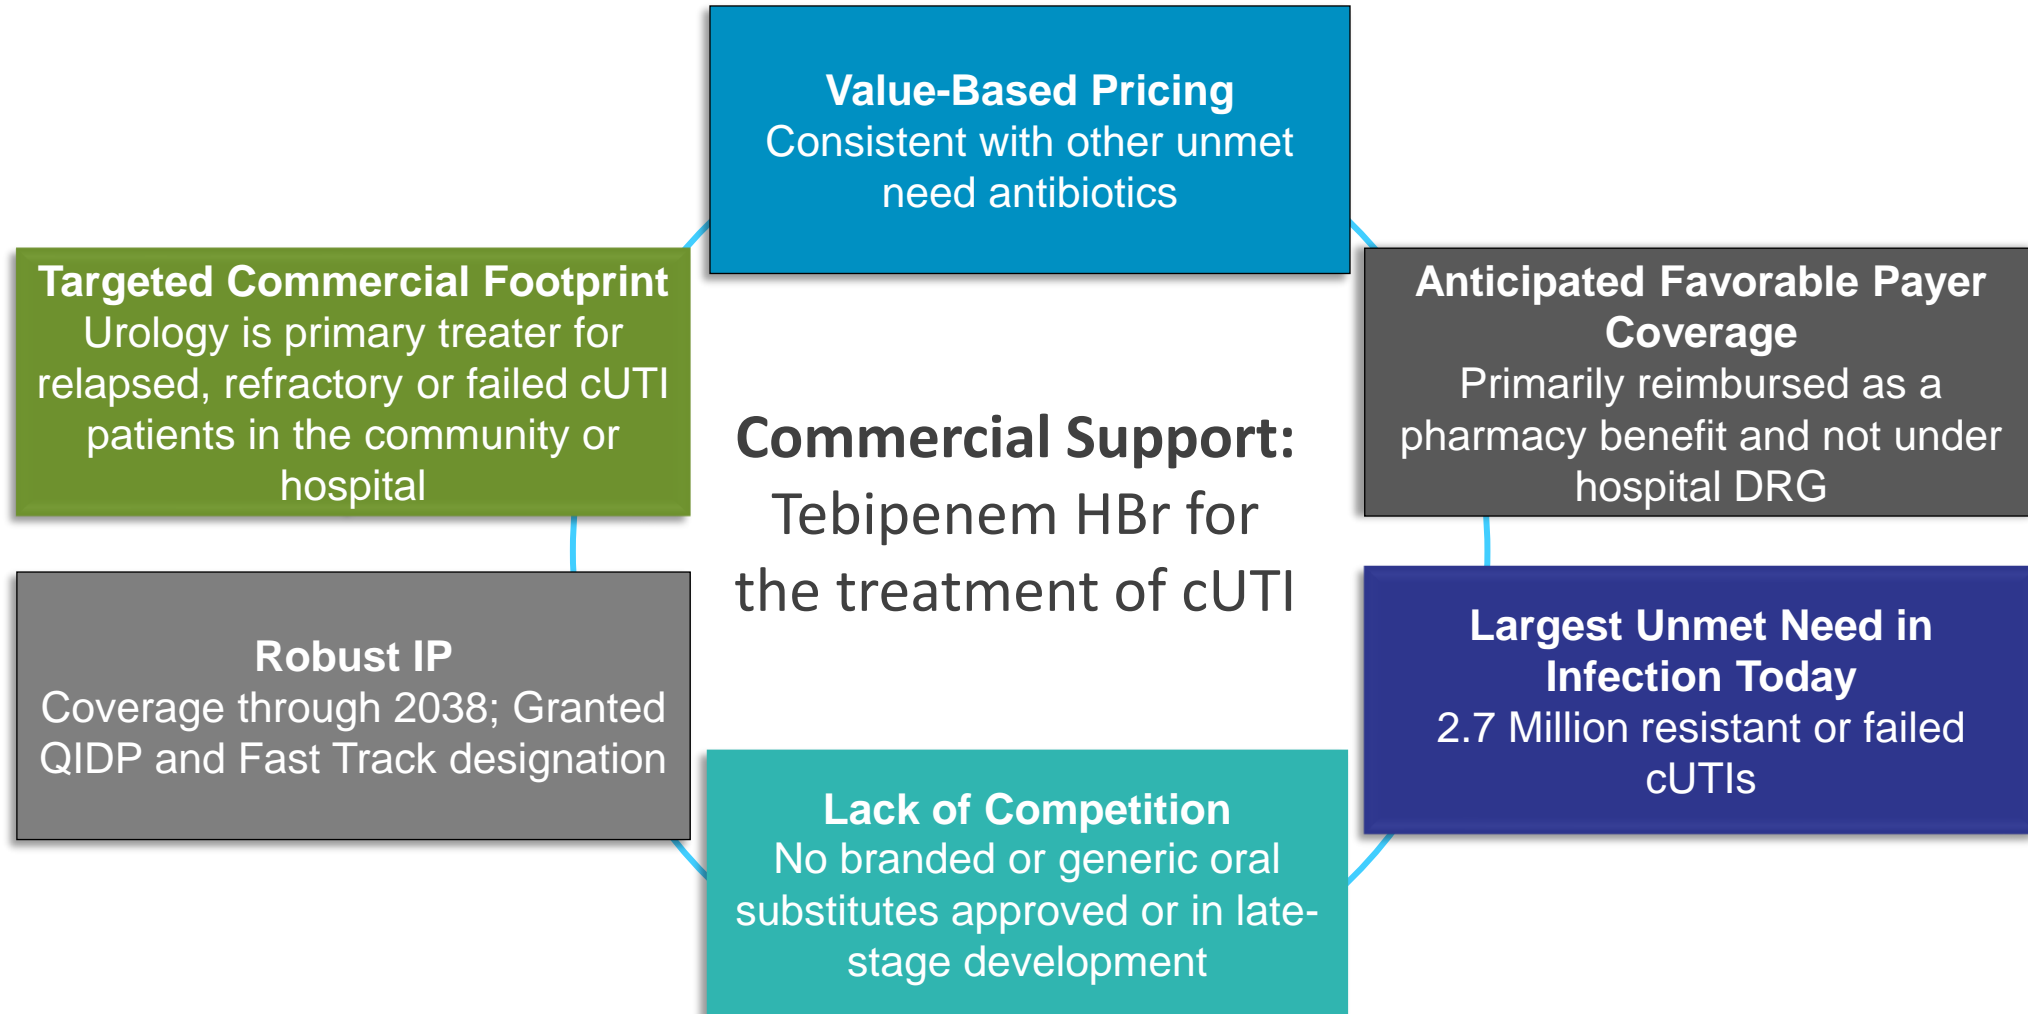 Value-Based Pricing
Consistent with other unmet
need antibiotics
Targeted Commercial Footprint
Urology is primary treater for
relapsed, refractory or failed cUTI
patients in the community or
hospital
Anticipated Favorable Payer
Coverage
Primarily reimbursed as a
pharmacy benefit and not under
hospital DRG
Commercial Support:
Tebipenem HBr for
the treatment of cUTI
Robust IP
Coverage through 2038; Granted
QIDP and Fast Track designation
Largest Unmet Need in
Infection Today
2.7 Million resistant or failed
cUTIs
Lack of Competition
No branded or generic oral
substitutes approved or in late-
stage development